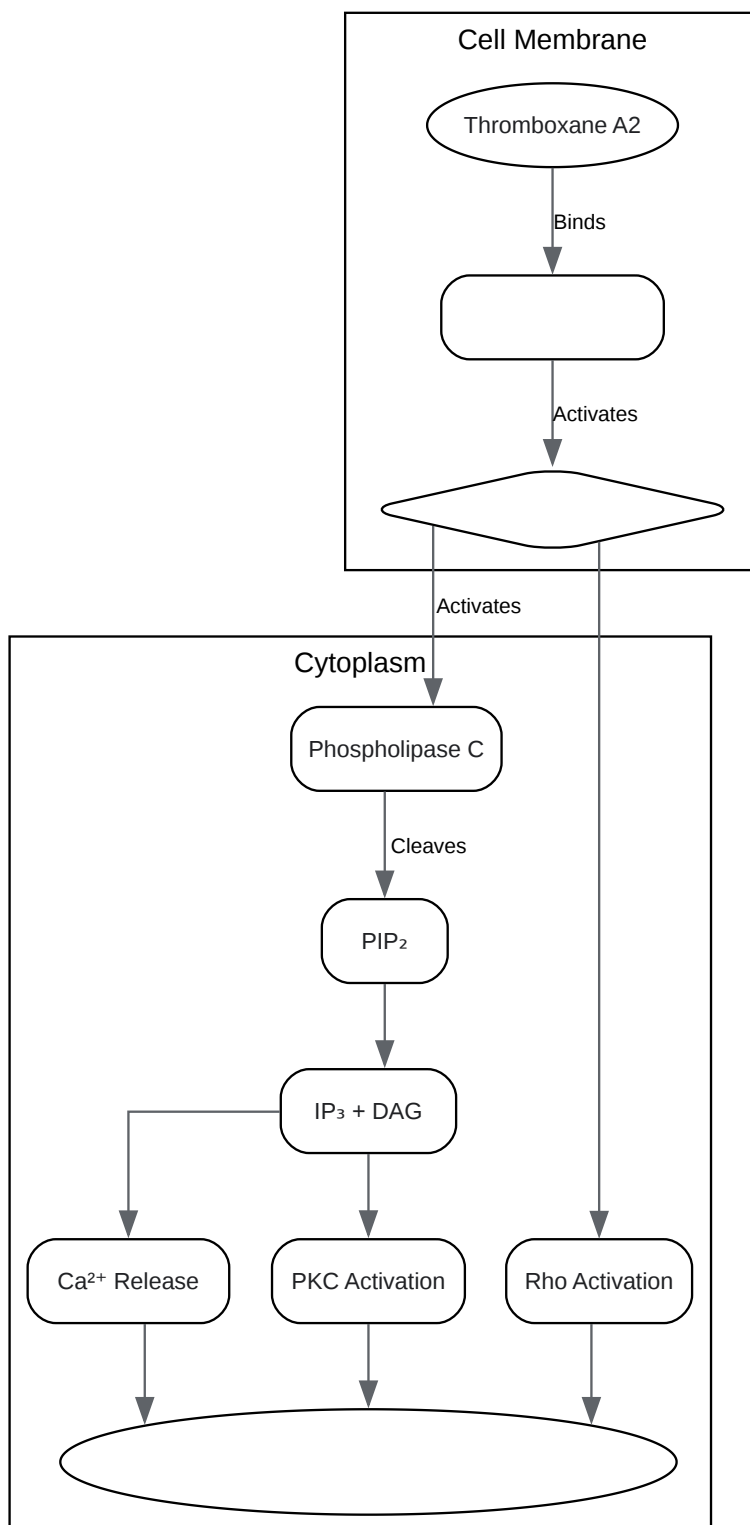 Cell Membrane
Thromboxane A2
Binds
Activates
Activates
Cytoplasm
Phospholipase C
Cleaves
PIP₂
IP₃ + DAG
Ca²⁺ Release
PKC Activation
Rho Activation